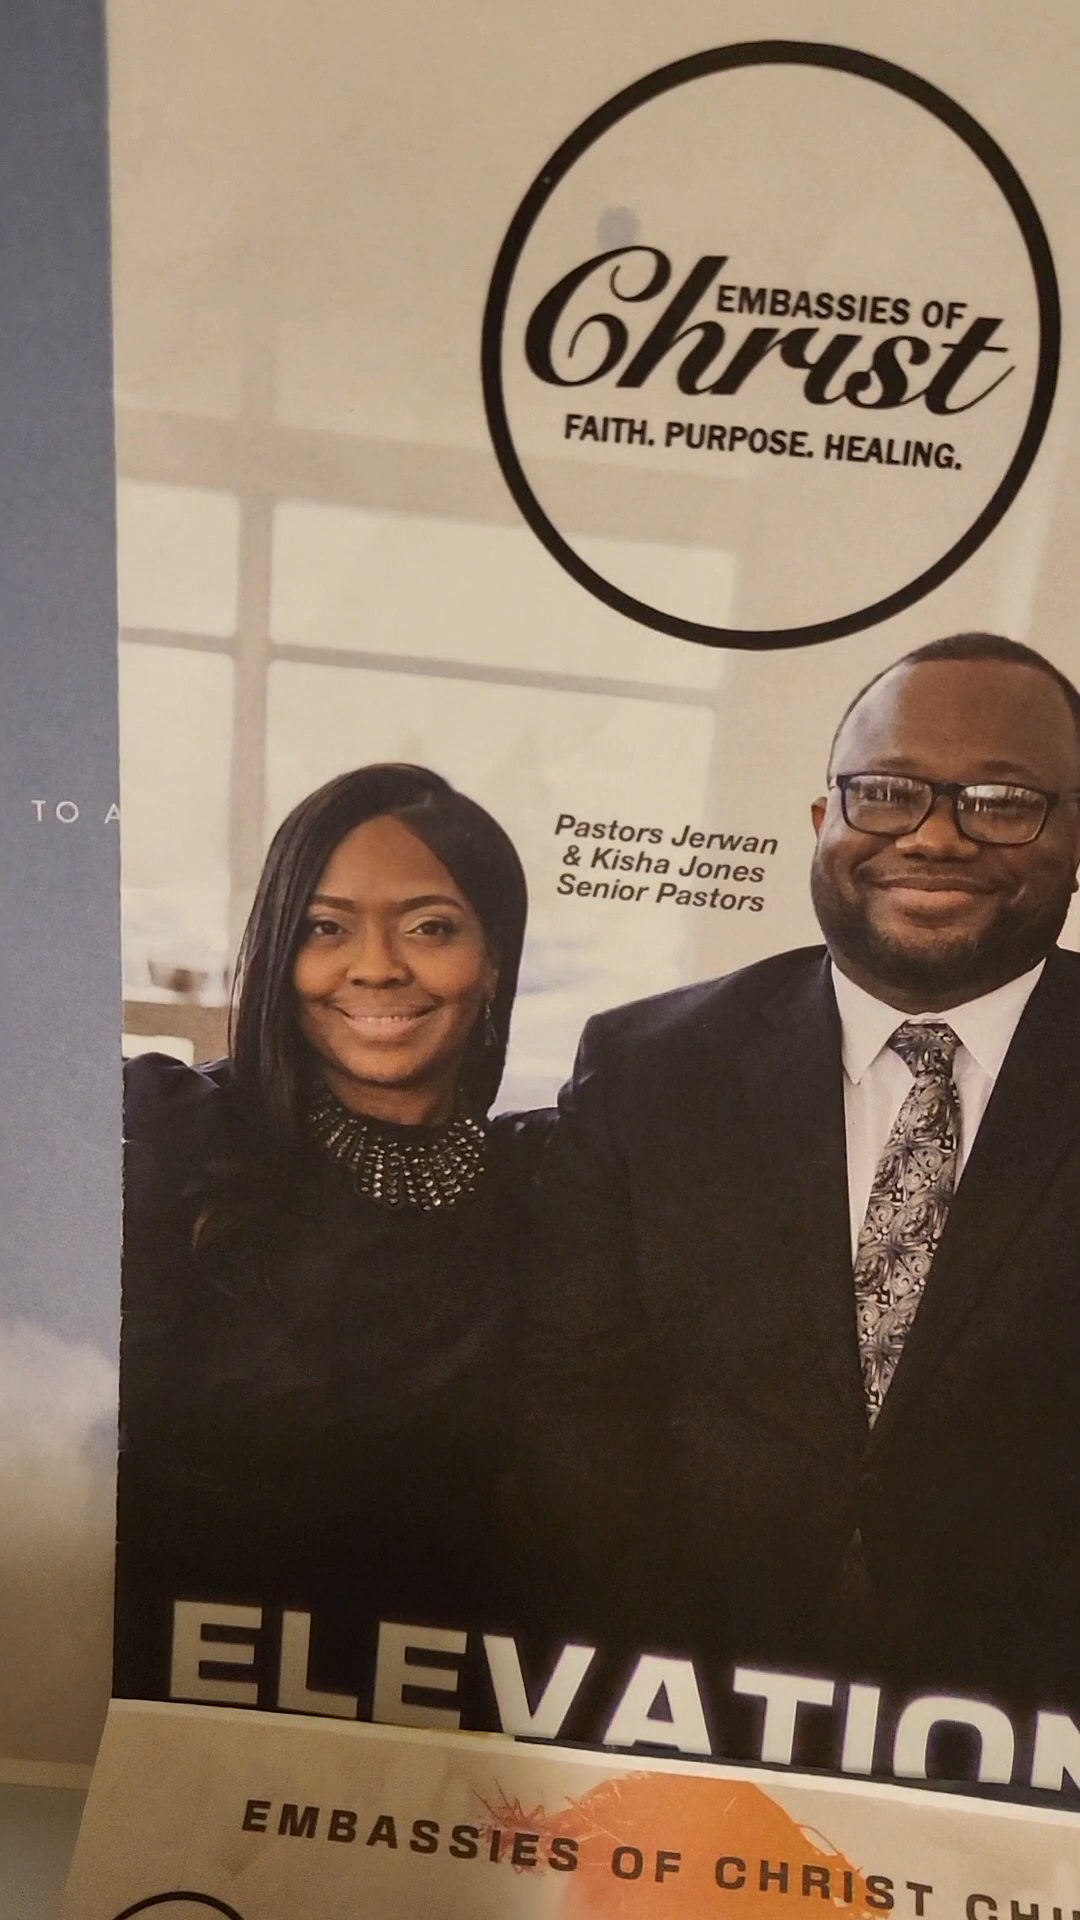 EMBASSIES OF
Christ
FAITH. PURPOSE. HEALING.
TO A
Pastors Jerwan
& Kisha Jones
Senior Pastors
ELEVATION
EMBASSIES OF CHRIST